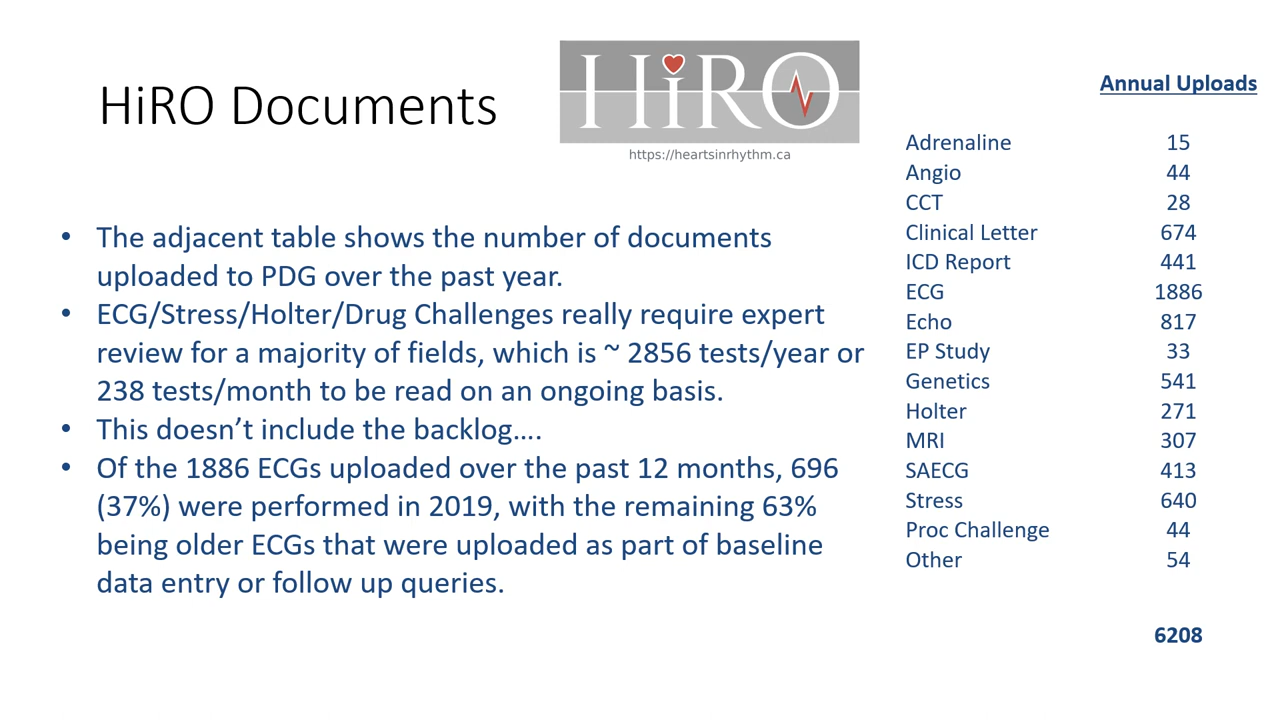 HiRO Documents
HiRO
https://heartsinrhythm.ca
• The adjacent table shows the number of documents
uploaded to PDG over the past year.
• ECG/Stress/Holter/Drug Challenges really require expert
review for a majority of fields, which is ~ 2856 tests/year or
238 tests/month to be read on an ongoing basis.
• This doesn’t include the backlog….
• Of the 1886 ECGs uploaded over the past 12 months, 696
(37%) were performed in 2019, with the remaining 63%
being older ECGs that were uploaded as part of baseline
data entry or follow up queries.
Annual Uploads
Adrenaline 15
Angio 44
CCT 28
Clinical Letter 674
ICD Report 441
ECG 1886
Echo 817
EP Study 33
Genetics 541
Holter 271
MRI 307
SAECG 413
Stress 640
Proc Challenge 44
Other 54
6208